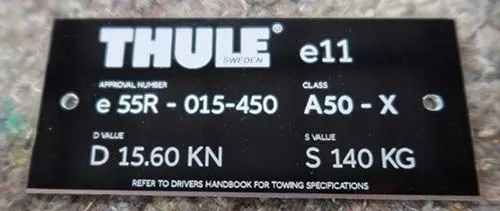 THULE® e11
SWEDEN
APPROVAL NUMBER CLASS
e 55R - 015-450 A50 - X
D VALUE S VALUE
D 15.60 KN S 140 KG
REFER TO DRIVERS HANDBOOK FOR TOWING SPECIFICATIONS